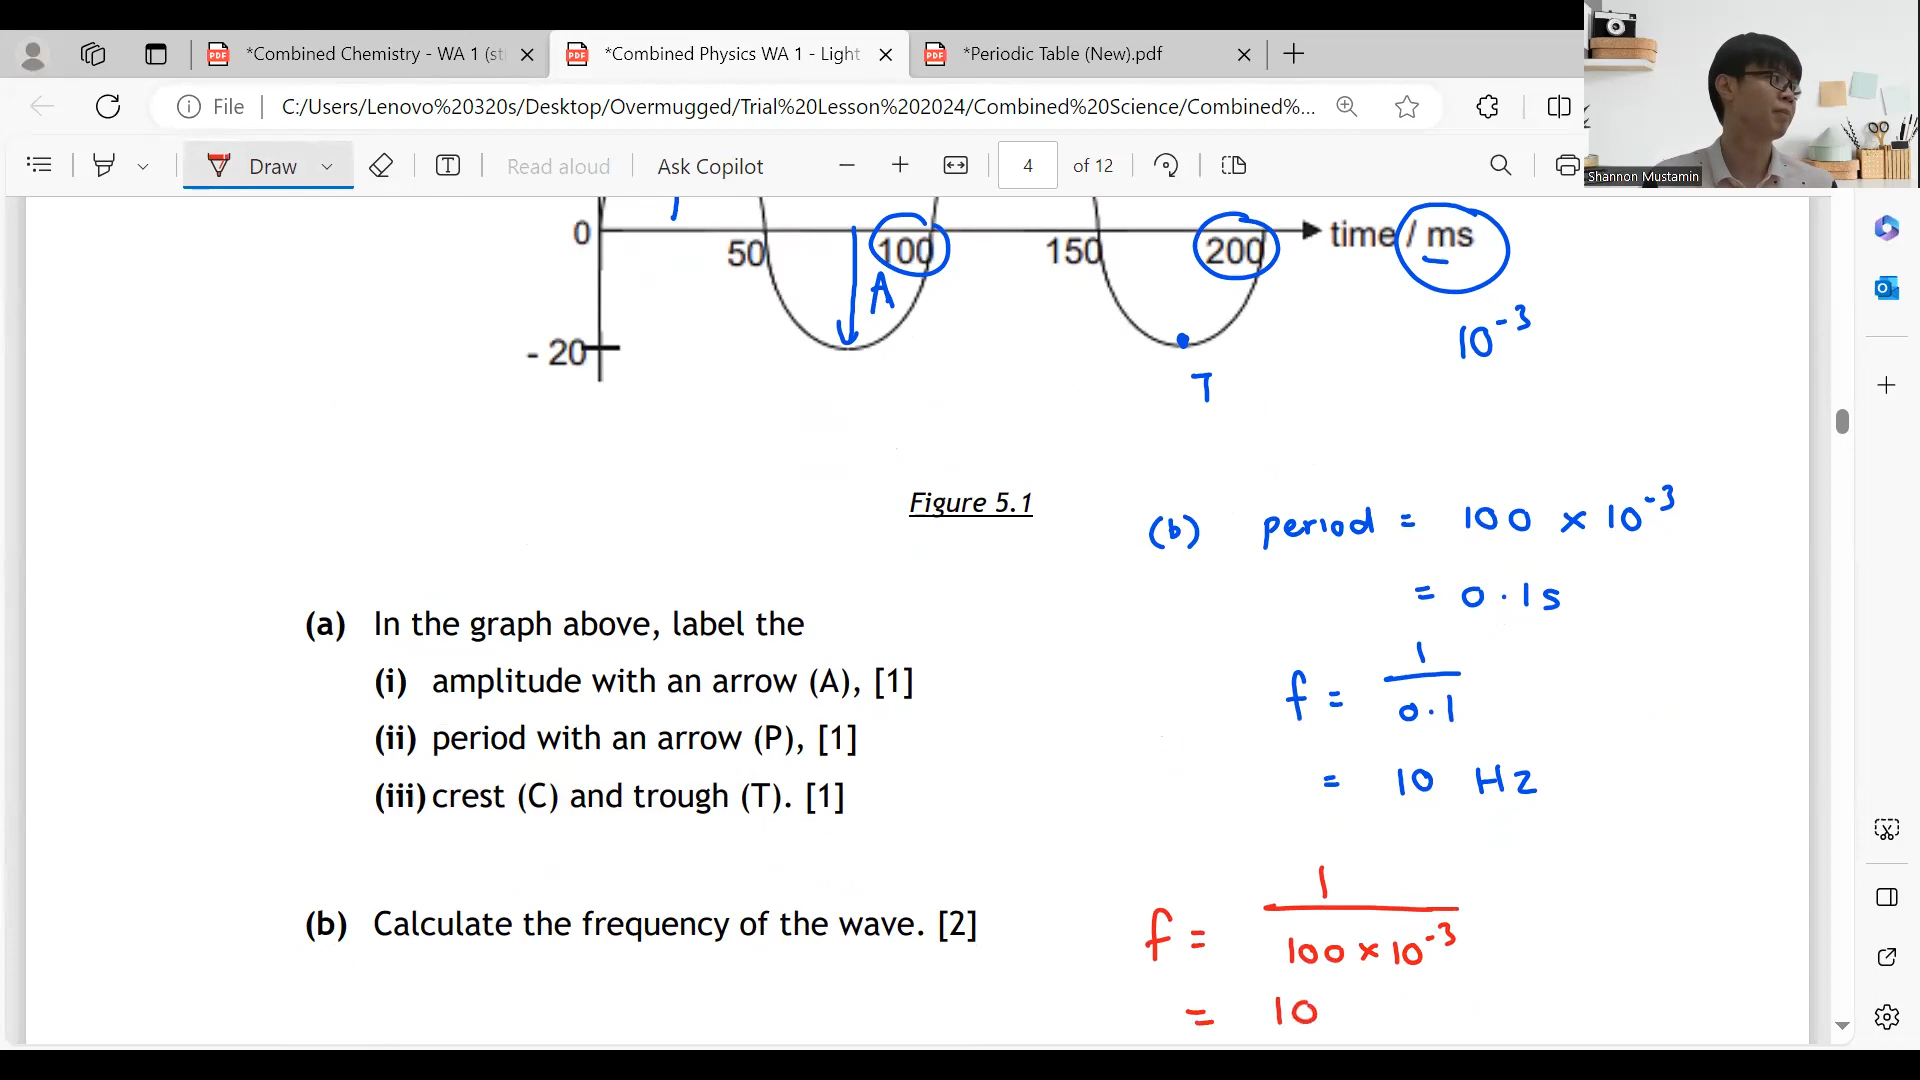 *Combined Chemistry - WA 1 (st
*Combined Physics WA 1 - Light
*Periodic Table (New).pdf
File
C:/Users/Lenovo%20320s/Desktop/Overmugged/Trial%20Lesson%202024/Combined%20Science/Combined%...
Draw
Read aloud
Ask Copilot
4 of 12
Shannon Mustamin
0 50 100 150 200 time / ms
A
- 20
10⁻³
T
Figure 5.1
(b) period = 100 × 10⁻³
= 0.1s
f = 1/0.1
= 10 Hz
(a) In the graph above, label the
(i) amplitude with an arrow (A), [1]
(ii) period with an arrow (P), [1]
(iii) crest (C) and trough (T). [1]
(b) Calculate the frequency of the wave. [2]
f = 1/100 × 10⁻³
= 10